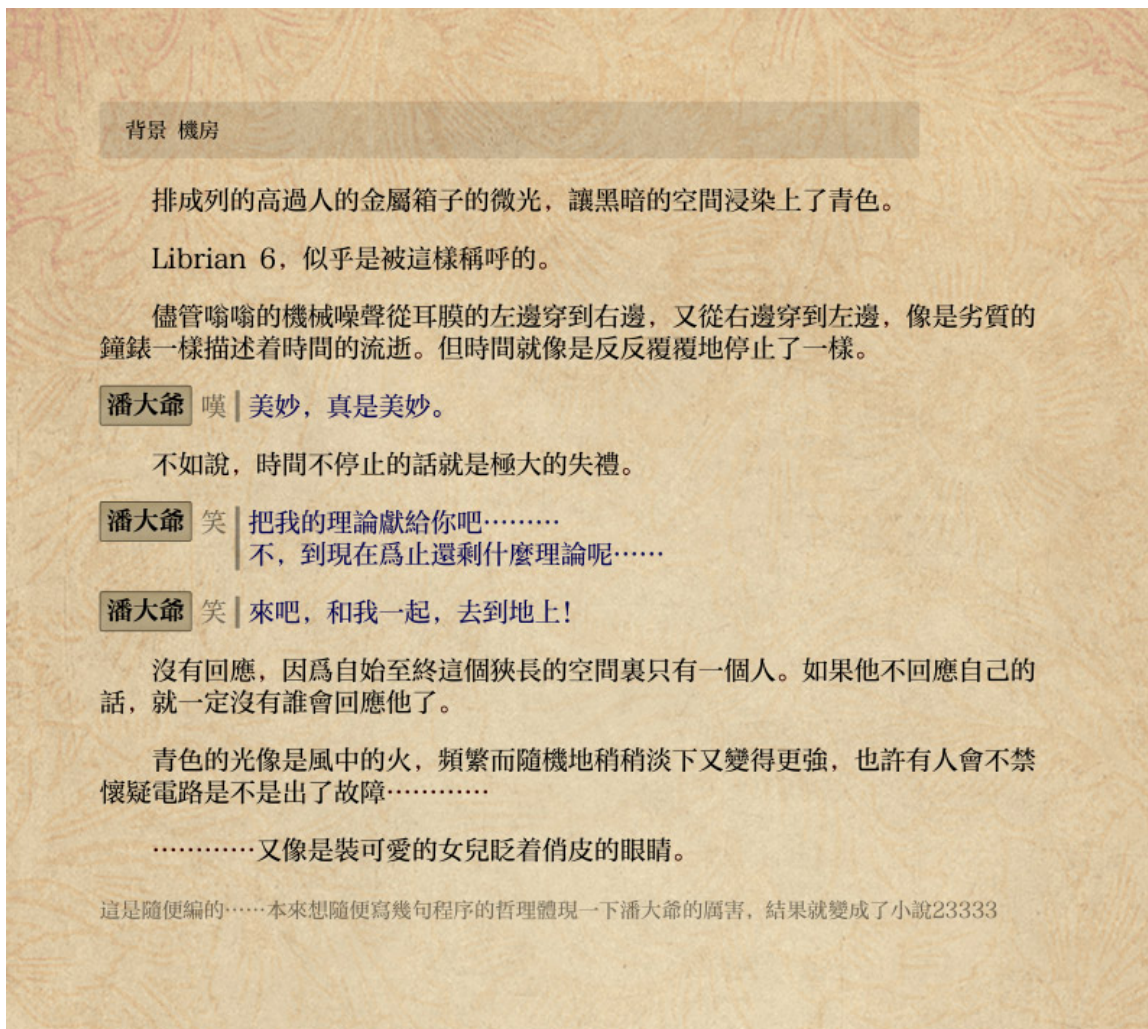 背景 機房
排成列的高過人的金屬箱子的微光，讓黑暗的空間浸染上了青色。
Librian 6，似乎是被這樣稱呼的。
儘管嗡嗡的機械噪聲從耳膜的左邊穿到右邊，又從右邊穿到左邊，像是劣質的
鐘錶一樣描述着時間的流逝。但時間就像是反反覆覆地停止了一樣。
潘大爺 嘆 美妙，真是美妙。
不如說，時間不停止的話就是極大的失禮。
潘大爺 笑 把我的理論獻給你吧………
不，到現在爲止還剩什麼理論呢……
潘大爺 笑 來吧，和我一起，去到地上！
沒有回應，因爲自始至終這個狹長的空間裏只有一個人。如果他不回應自己的
話，就一定沒有誰會回應他了。
青色的光像是風中的火，頻繁而隨機地稍稍淡下又變得更強，也許有人會不禁
懷疑電路是不是出了故障…………
…………又像是裝可愛的女兒眨着俏皮的眼睛。
這是隨便編的……本來想隨便寫幾句程序的哲理體現一下潘大爺的厲害，結果就變成了小說23333